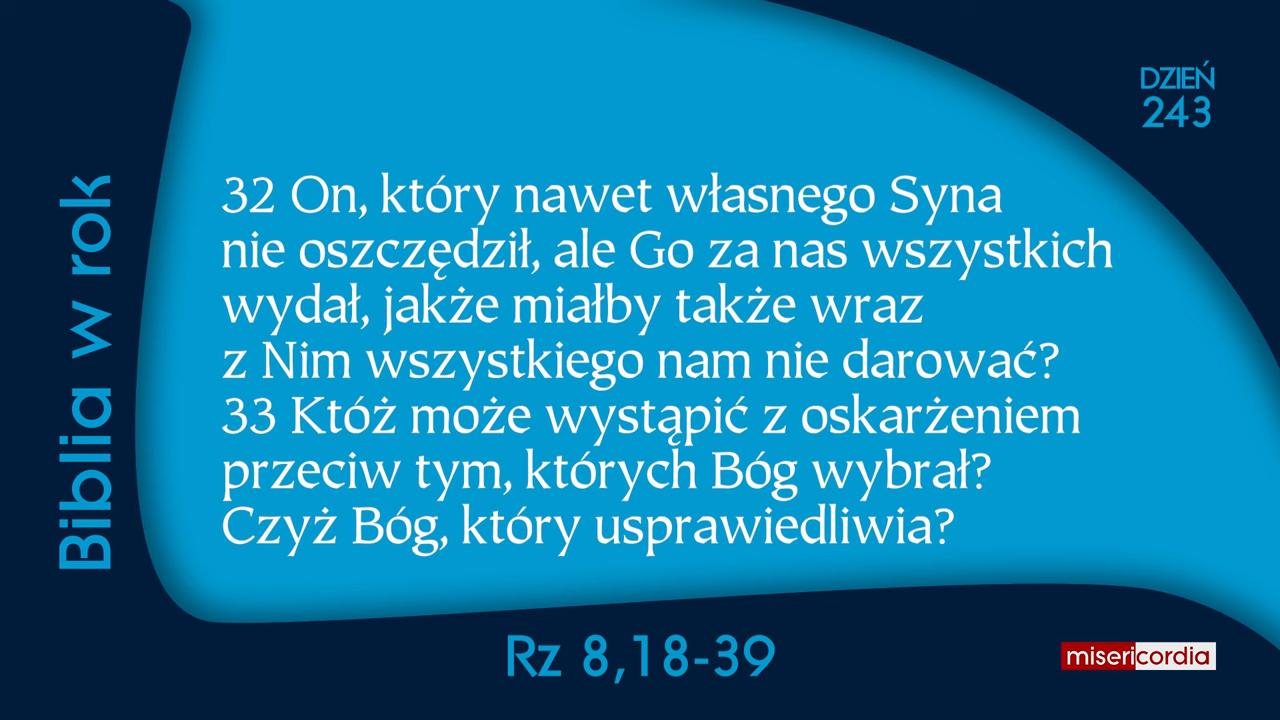 DZIEŃ
243
Biblia w rok
32 On, który nawet własnego Syna
nie oszczędził, ale Go za nas wszystkich
wydał, jakże miałby także wraz
z Nim wszystkiego nam nie darować?
33 Któż może wystąpić z oskarżeniem
przeciw tym, których Bóg wybrał?
Czyż Bóg, który usprawiedliwia?
Rz 8,18-39
misericordia